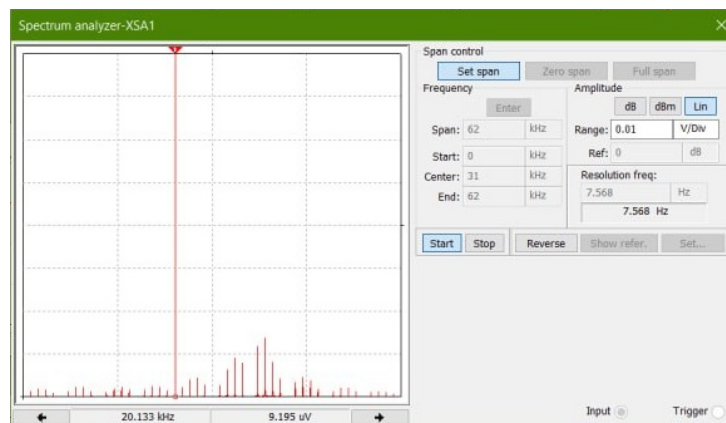 Spectrum analyzer-XSA1
Span control
Set span Zero span Full span
Frequency
Enter
Span: 62 kHz
Start: 0 kHz
Center: 31 kHz
End: 62 kHz
Amplitude
dB dBm Lin
Range: 0.01 V/Div
Ref: 0 dB
Resolution freq:
7.568 Hz
7.568 Hz
Start Stop Reverse Show refer. Set...
20.133 kHz 9.195 uV
Input Trigger